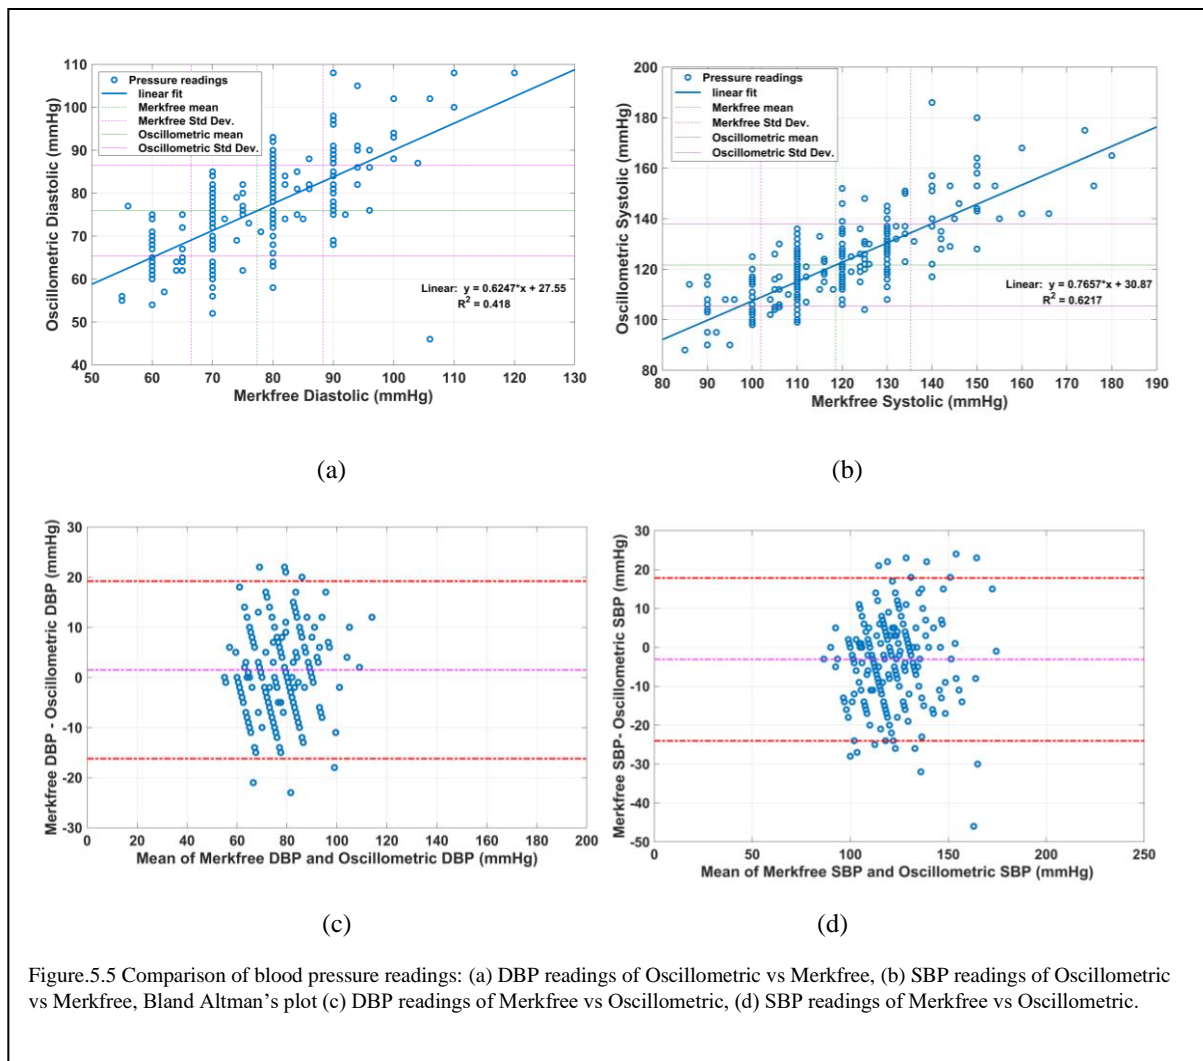 110
100
90
80
70
60
50
40
50 60 70 80 90 100 110 120 130
Oscillometric Diastolic (mmHg)
Merkfree Diastolic (mmHg)
Pressure readings
linear fit
Merkfree mean
Merkfree Std Dev.
Oscillometric mean
Oscillometric Std Dev.
Linear: y = 0.6247*x + 27.55
R² = 0.418
(a)
200
180
160
140
120
100
80
80 90 100 110 120 130 140 150 160 170 180 190
Oscillometric Systolic (mmHg)
Merkfree Systolic (mmHg)
Pressure readings
linear fit
Merkfree mean
Merkfree Std Dev.
Oscillometric mean
Oscillometric Std Dev.
Linear: y = 0.7657*x + 30.87
R² = 0.6217
(b)
30
20
10
0
-10
-20
-30
0 20 40 60 80 100 120 140 160 180 200
Merkfree DBP - Oscillometric DBP (mmHg)
Mean of Merkfree DBP and Oscillometric DBP (mmHg)
(c)
30
20
10
0
-10
-20
-30
-40
-50
0 50 100 150 200 250
Merkfree SBP- Oscillometric SBP (mmHg)
Mean of Merkfree SBP and Oscillometric SBP (mmHg)
(d)
Figure.5.5 Comparison of blood pressure readings: (a) DBP readings of Oscillometric vs Merkfree, (b) SBP readings of Oscillometric
vs Merkfree, Bland Altman’s plot (c) DBP readings of Merkfree vs Oscillometric, (d) SBP readings of Merkfree vs Oscillometric.